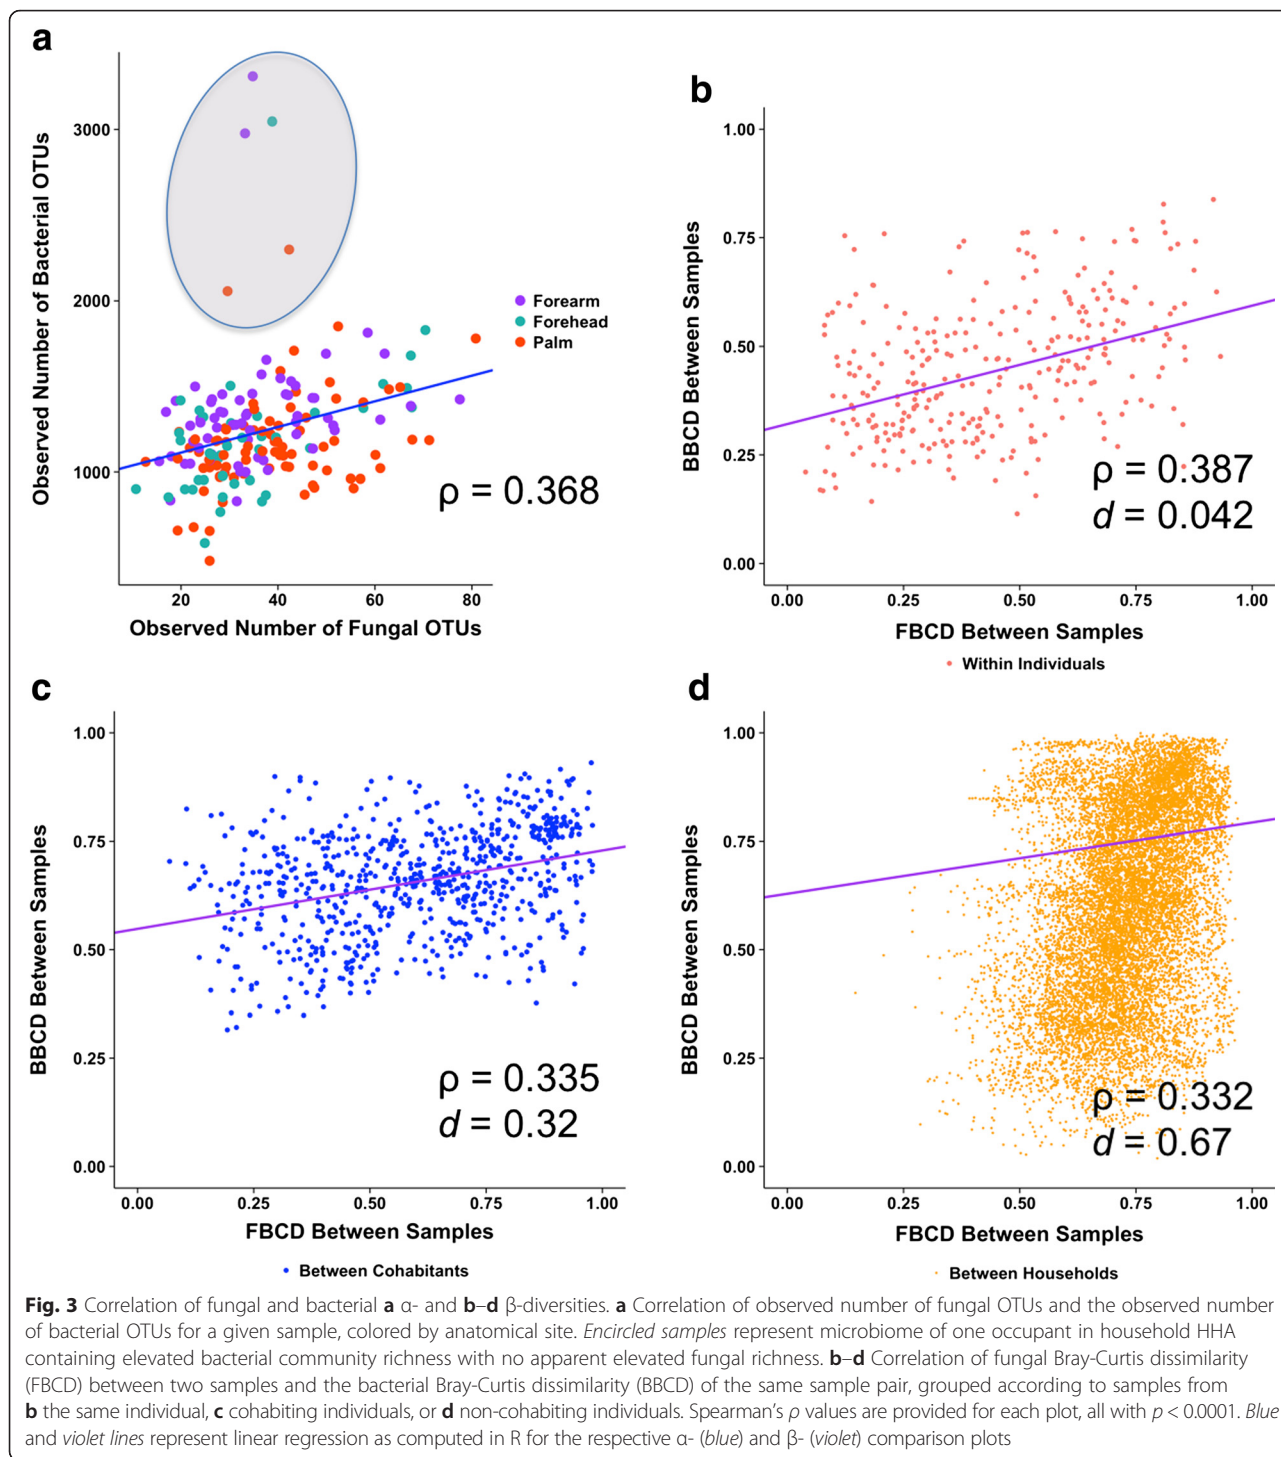 a
3000
2000
1000
20 40 60 80
Observed Number of Bacterial OTUs
Observed Number of Fungal OTUs
Forearm
Forehead
Palm
ρ = 0.368
b
1.00
0.75
0.50
0.25
0.00
0.00 0.25 0.50 0.75 1.00
BBCD Between Samples
FBCD Between Samples
Within Individuals
ρ = 0.387
d = 0.042
c
1.00
0.75
0.50
0.25
0.00
0.00 0.25 0.50 0.75 1.00
BBCD Between Samples
FBCD Between Samples
Between Cohabitants
ρ = 0.335
d = 0.32
d
1.00
0.75
0.50
0.25
0.00
0.00 0.25 0.50 0.75 1.00
BBCD Between Samples
FBCD Between Samples
Between Households
ρ = 0.332
d = 0.67
Fig. 3 Correlation of fungal and bacterial a α- and b–d β-diversities. a Correlation of observed number of fungal OTUs and the observed number
of bacterial OTUs for a given sample, colored by anatomical site. Encircled samples represent microbiome of one occupant in household HHA
containing elevated bacterial community richness with no apparent elevated fungal richness. b–d Correlation of fungal Bray-Curtis dissimilarity
(FBCD) between two samples and the bacterial Bray-Curtis dissimilarity (BBCD) of the same sample pair, grouped according to samples from
b the same individual, c cohabiting individuals, or d non-cohabiting individuals. Spearman's ρ values are provided for each plot, all with p < 0.0001. Blue
and violet lines represent linear regression as computed in R for the respective α- (blue) and β- (violet) comparison plots